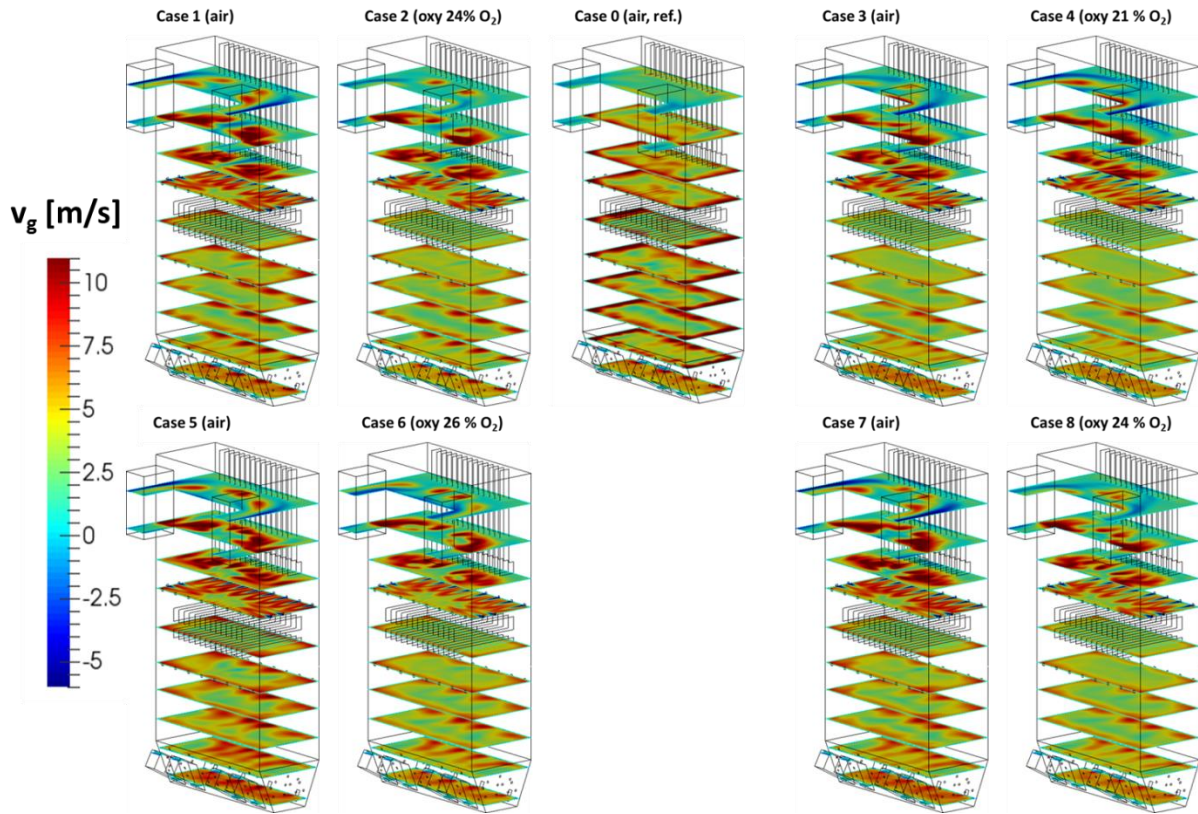 Case 1 (air)
Case 2 (oxy 24% O₂)
Case 0 (air, ref.)
Case 3 (air)
Case 4 (oxy 21 % O₂)
v_g [m/s]
10
7.5
5
2.5
0
-2.5
-5
Case 5 (air)
Case 6 (oxy 26 % O₂)
Case 7 (air)
Case 8 (oxy 24 % O₂)